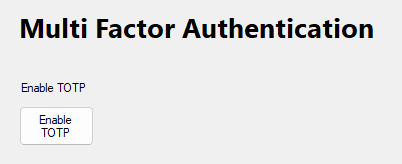 Multi Factor Authentication
Enable TOTP
Enable
TOTP